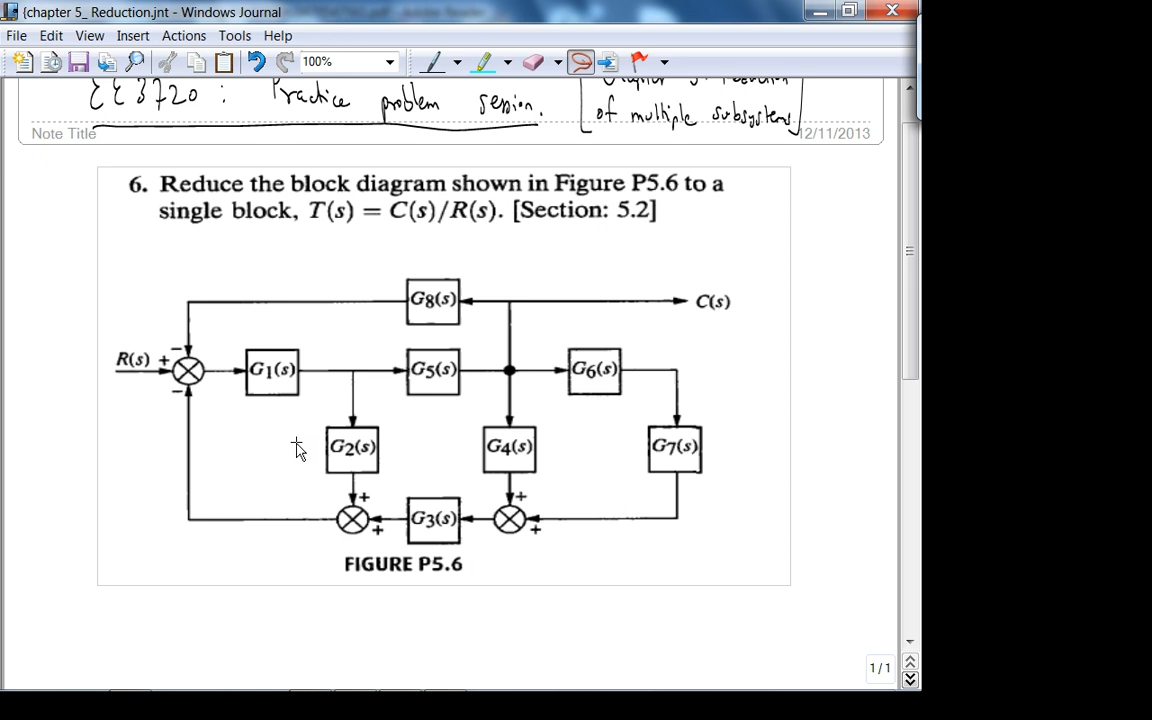 {chapter 5_ Reduction.jnt - Windows Journal
File Edit View Insert Actions Tools Help
100%
EE3720 : Practice problem session.
of multiple subsystems
Note Title
12/11/2013
6. Reduce the block diagram shown in Figure P5.6 to a
single block, T(s) = C(s)/R(s). [Section: 5.2]
G8(s)
C(s)
R(s) +
−
G1(s)
G5(s)
G6(s)
−
G2(s)
G4(s)
G7(s)
+
+
G3(s)
+
+
FIGURE P5.6
1/1